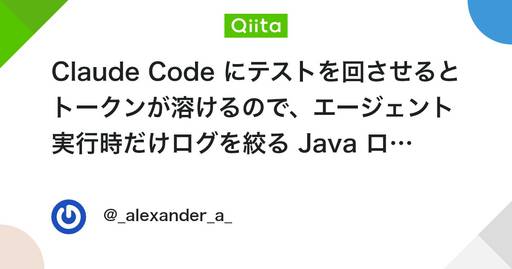 Qiita
Claude Code にテストを回させると
トークンが溶けるので、エージェント
実行時だけログを絞る Java ロ…
@_alexander_a_